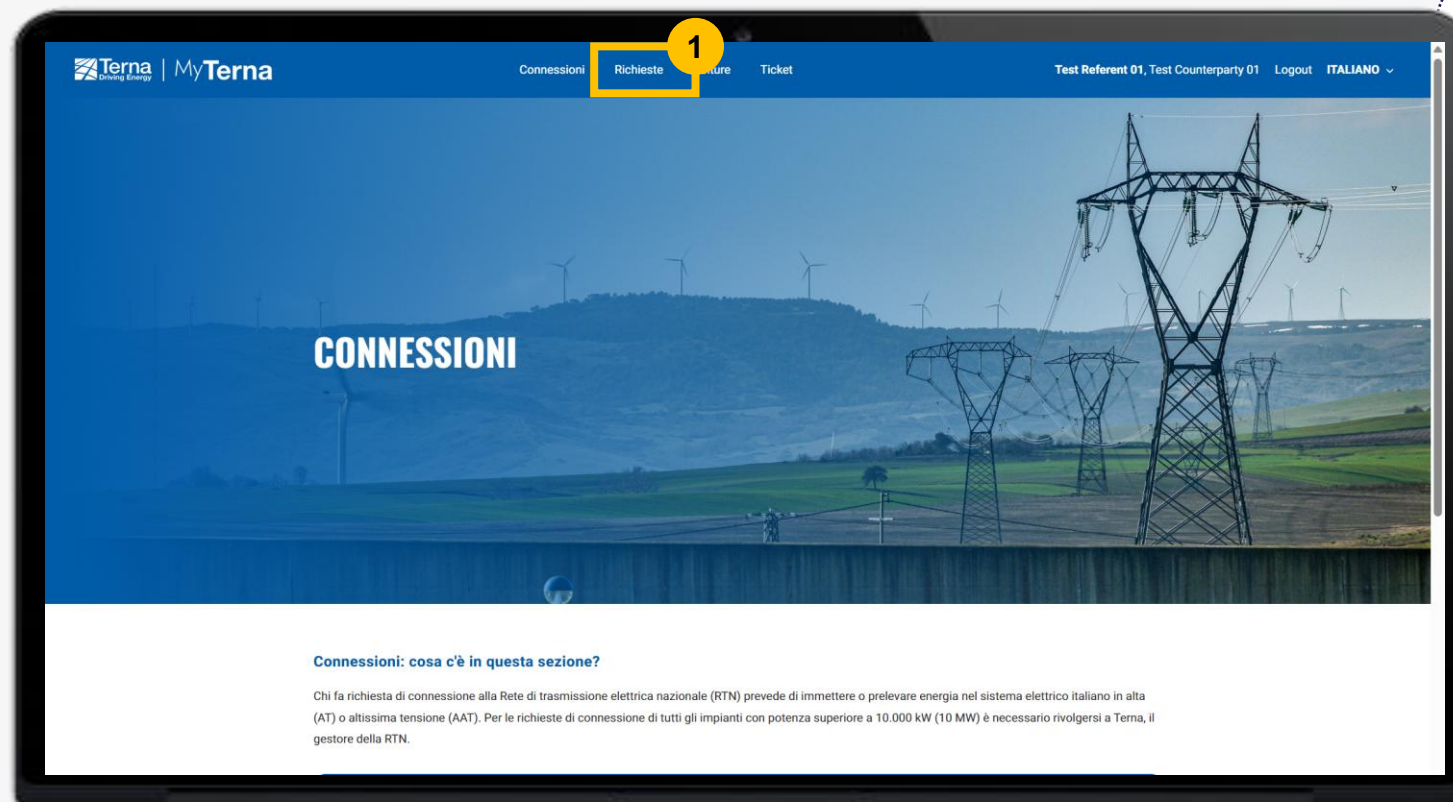 1
Terna
Driving Energy
MyTerna
Connessioni
Richieste
Ticket
Test Referent 01, Test Counterparty 01
Logout
ITALIANO
CONNESSIONI
Connessioni: cosa c'è in questa sezione?
Chi fa richiesta di connessione alla Rete di trasmissione elettrica nazionale (RTN) prevede di immettere o prelevare energia nel sistema elettrico italiano in alta
(AT) o altissima tensione (AAT). Per le richieste di connessione di tutti gli impianti con potenza superiore a 10.000 kW (10 MW) è necessario rivolgersi a Terna, il
gestore della RTN.